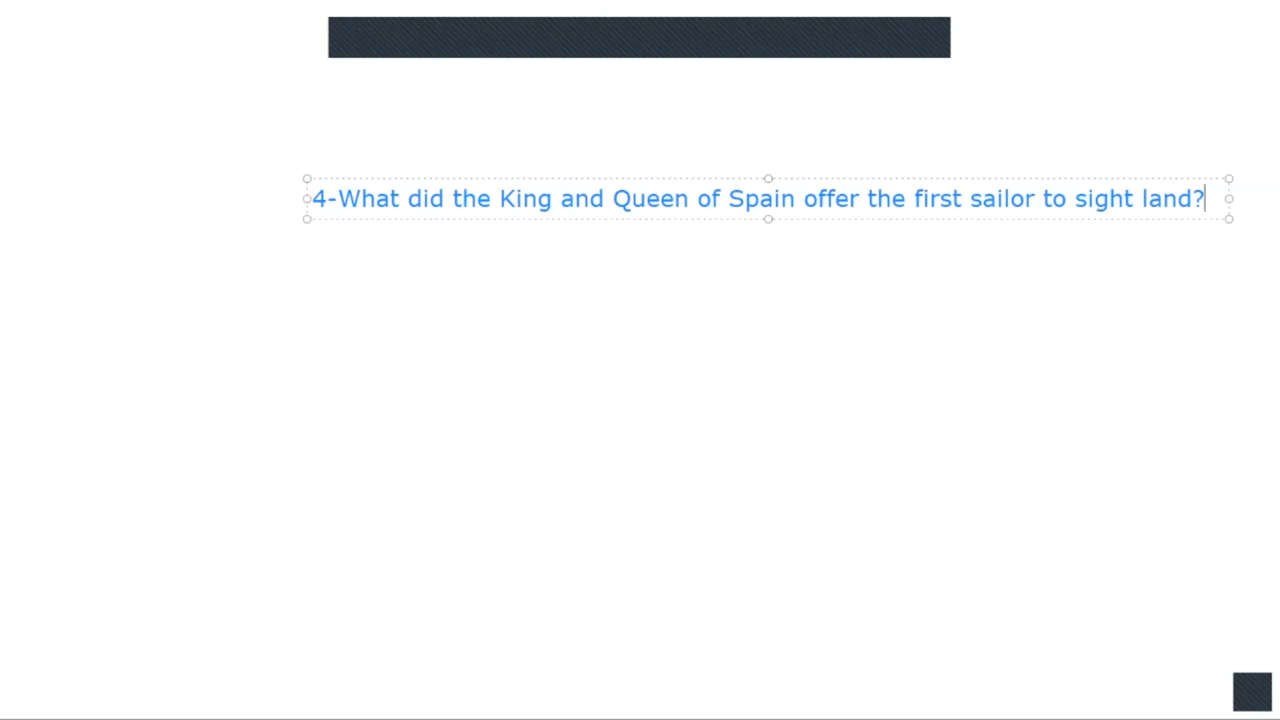 4-What did the King and Queen of Spain offer the first sailor to sight land?